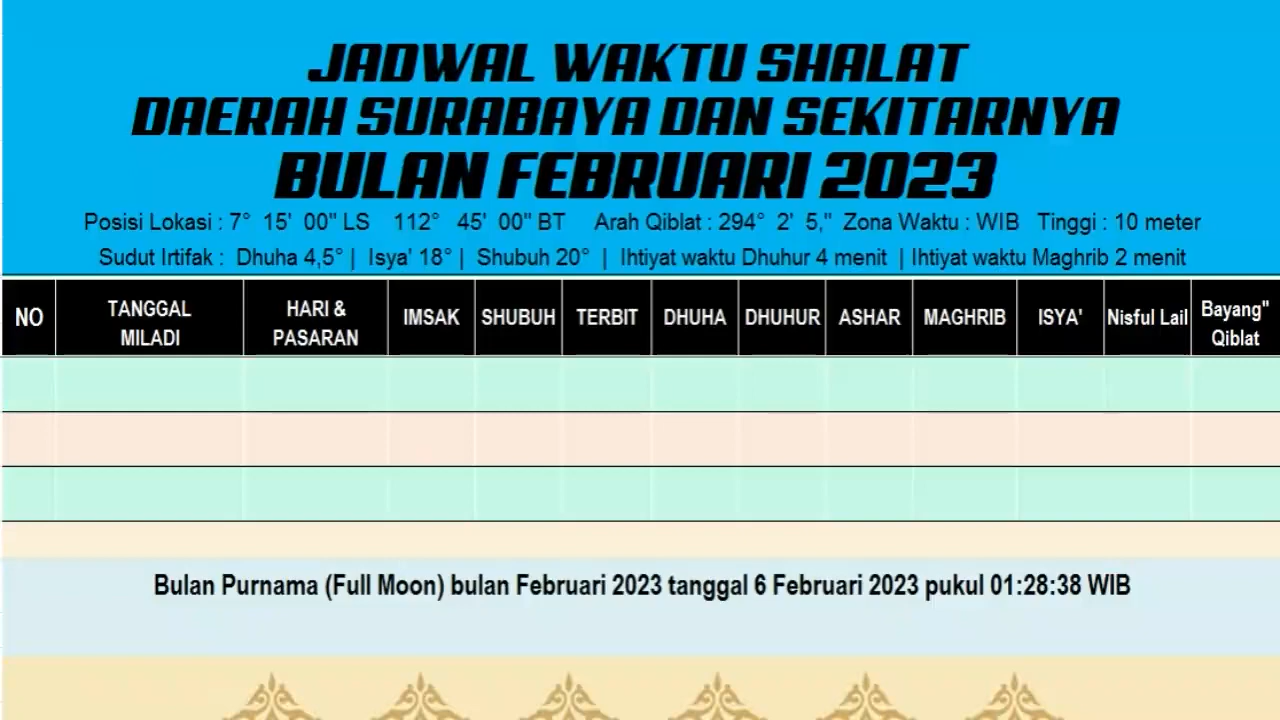 JADWAL WAKTU SHALAT
DAERAH SURABAYA DAN SEKITARNYA
BULAN FEBRUARI 2023
Posisi Lokasi : 7° 15' 00" LS 112° 45' 00" BT Arah Qiblat : 294° 2' 5," Zona Waktu : WIB Tinggi : 10 meter
Sudut Irtifak : Dhuha 4,5° | Isya' 18° | Shubuh 20° | Ihtiyat waktu Dhuhur 4 menit | Ihtiyat waktu Maghrib 2 menit
NO TANGGAL MILADI HARI & PASARAN IMSAK SHUBUH TERBIT DHUHA DHUHUR ASHAR MAGHRIB ISYA' Nisful Lail Bayang" Qiblat
Bulan Purnama (Full Moon) bulan Februari 2023 tanggal 6 Februari 2023 pukul 01:28:38 WIB